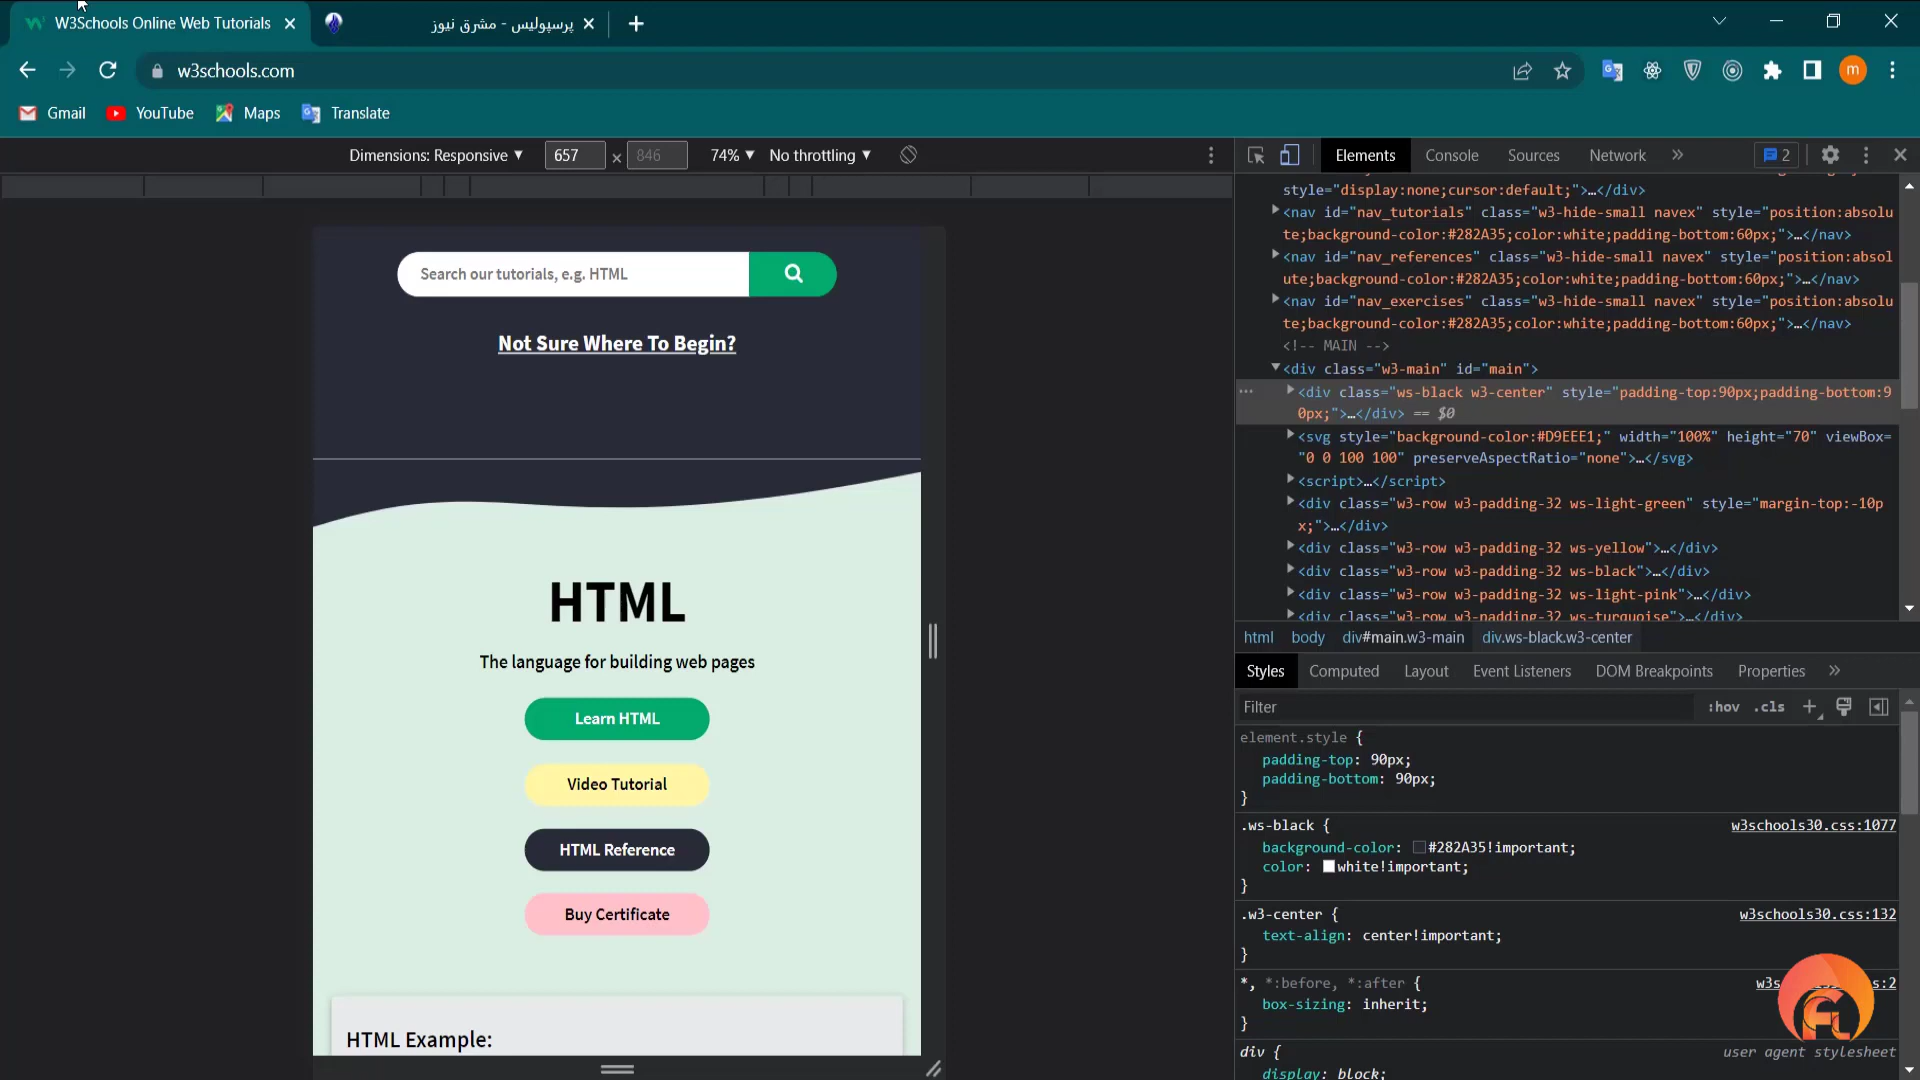 W3Schools Online Web Tutorials
پرسپولیس - مشرق نیوز
w3schools.com
m
Gmail YouTube Maps Translate
Dimensions: Responsive 657 × 846 74% No throttling
Search our tutorials, e.g. HTML
Not Sure Where To Begin?
HTML
The language for building web pages
Learn HTML
Video Tutorial
HTML Reference
Buy Certificate
HTML Example:
Elements Console Sources Network » 2
style="display:none;cursor:default;">…</div>
<nav id="nav_tutorials" class="w3-hide-small navex" style="position:absolu
te;background-color:#282A35;color:white;padding-bottom:60px;">…</nav>
<nav id="nav_references" class="w3-hide-small navex" style="position:absol
ute;background-color:#282A35;color:white;padding-bottom:60px;">…</nav>
<nav id="nav_exercises" class="w3-hide-small navex" style="position:absolu
te;background-color:#282A35;color:white;padding-bottom:60px;">…</nav>
<!-- MAIN -->
<div class="w3-main" id="main">
<div class="ws-black w3-center" style="padding-top:90px;padding-bottom:9
0px;">…</div> == $0
<svg style="background-color:#D9EEE1;" width="100%" height="70" viewBox=
"0 0 100 100" preserveAspectRatio="none">…</svg>
<script>…</script>
<div class="w3-row w3-padding-32 ws-light-green" style="margin-top:-10p
x;">…</div>
<div class="w3-row w3-padding-32 ws-yellow">…</div>
<div class="w3-row w3-padding-32 ws-black">…</div>
<div class="w3-row w3-padding-32 ws-light-pink">…</div>
<div class="w3-row w3-padding-32 ws-turquoise">…</div>
html body div#main.w3-main div.ws-black.w3-center
Styles Computed Layout Event Listeners DOM Breakpoints Properties »
Filter :hov .cls +
element.style {
padding-top: 90px;
padding-bottom: 90px;
}
.ws-black { w3schools30.css:1077
background-color: #282A35!important;
color: white!important;
}
.w3-center { w3schools30.css:132
text-align: center!important;
}
*, *:before, *:after {
box-sizing: inherit;
}
div { user agent stylesheet
display: block;